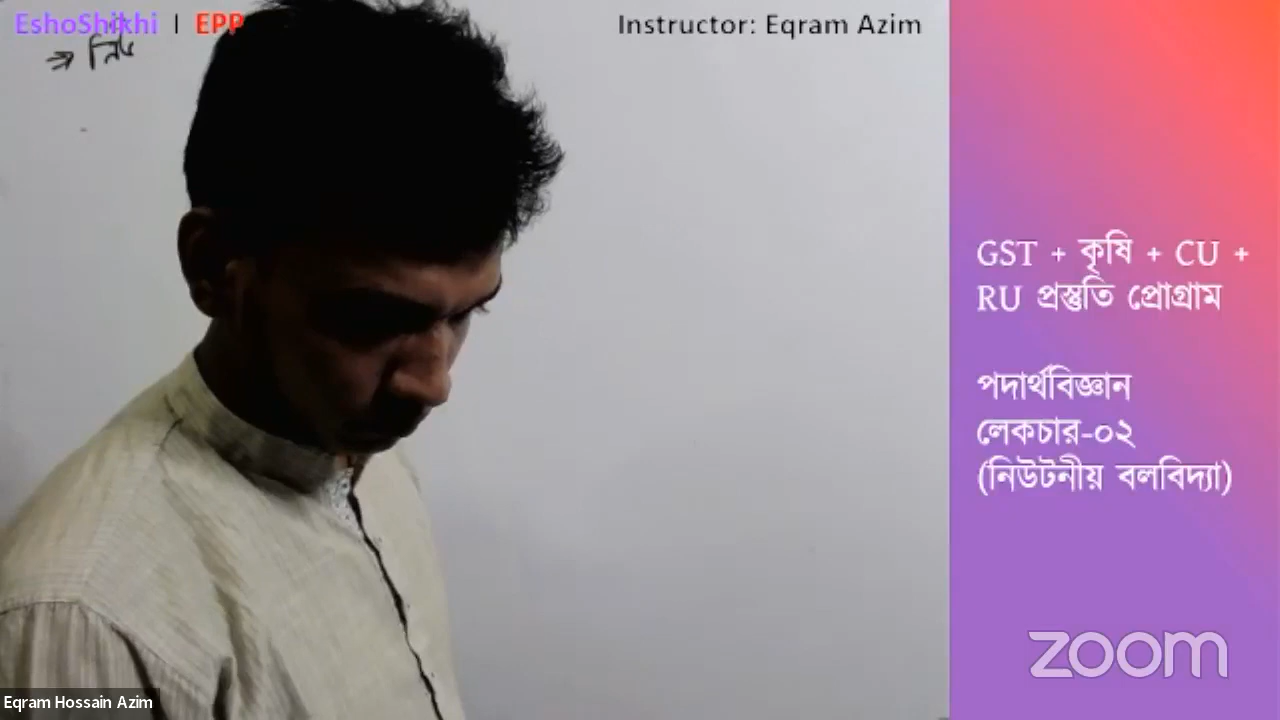 EshoShikhi | EPP
Instructor: Eqram Azim
GST + কৃষি + CU +
RU প্রস্তুতি প্রোগ্রাম
পদার্থবিজ্ঞান
লেকচার-০২
(নিউটনীয় বলবিদ্যা)
zoom
Eqram Hossain Azim